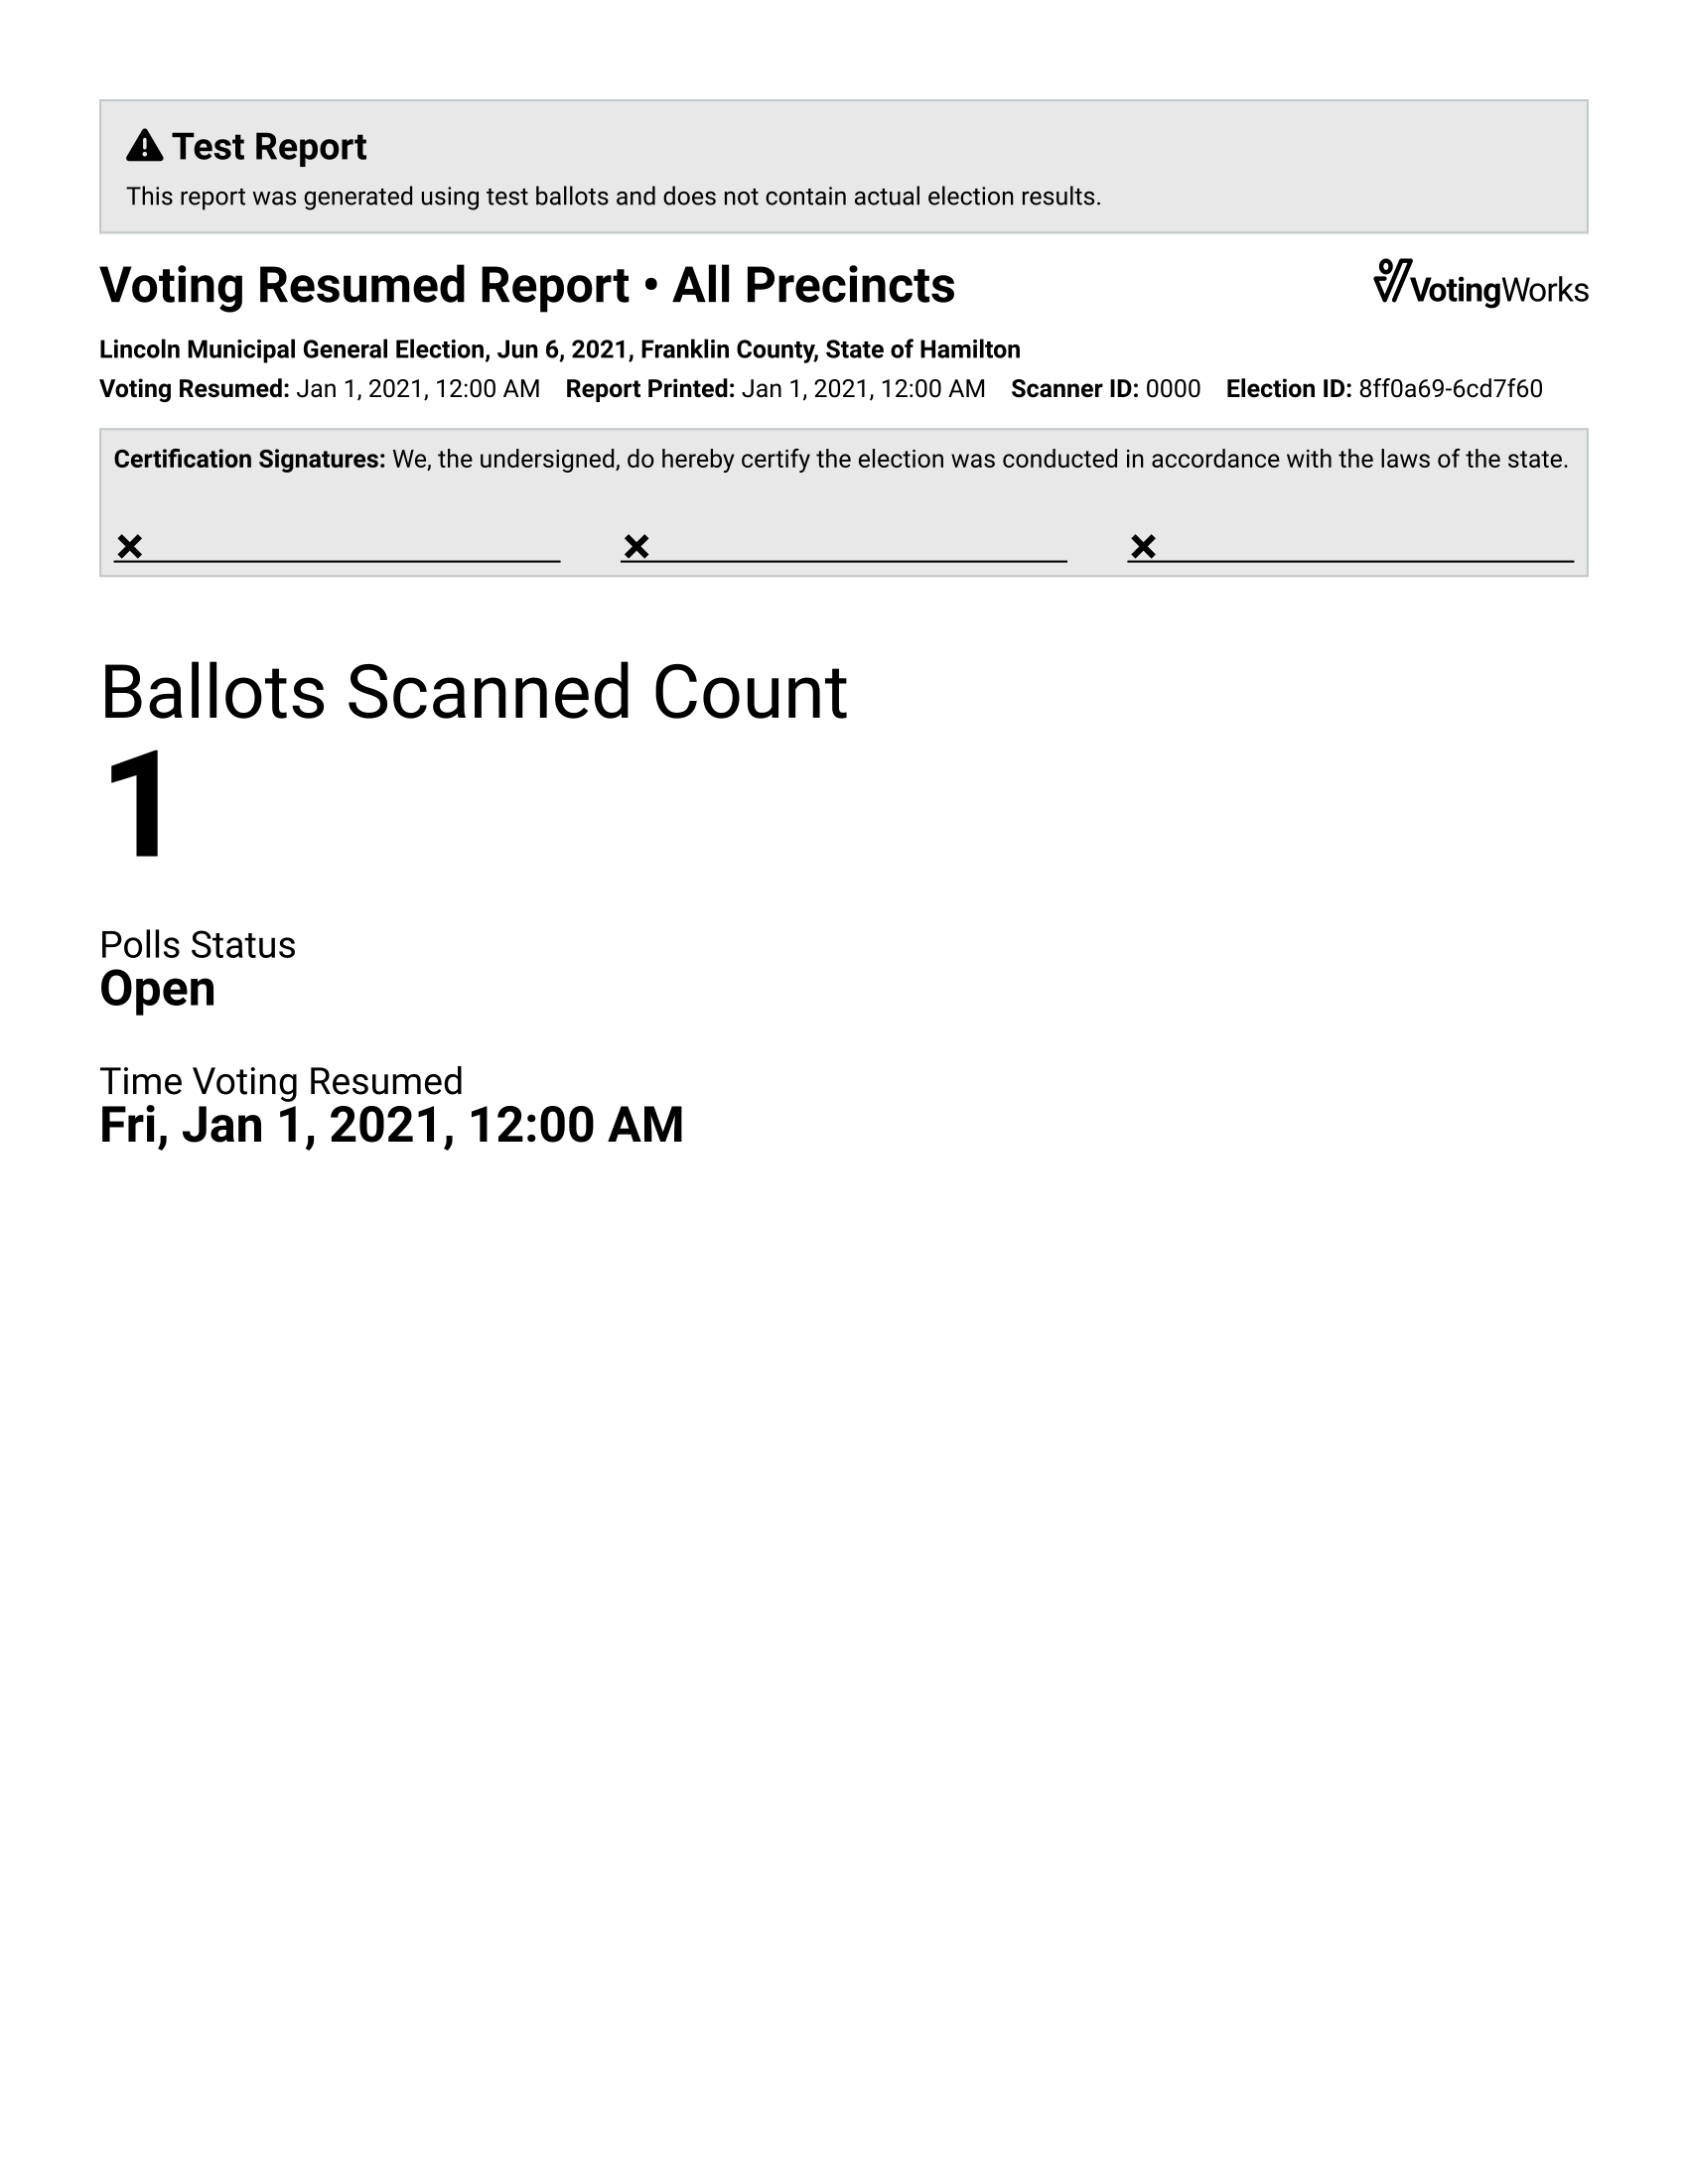 Test Report
This report was generated using test ballots and does not contain actual election results.
Voting Resumed Report • All Precincts
VotingWorks
Lincoln Municipal General Election, Jun 6, 2021, Franklin County, State of Hamilton
Voting Resumed: Jan 1, 2021, 12:00 AM Report Printed: Jan 1, 2021, 12:00 AM Scanner ID: 0000 Election ID: 8ff0a69-6cd7f60
Certification Signatures: We, the undersigned, do hereby certify the election was conducted in accordance with the laws of the state.
Ballots Scanned Count
1
Polls Status
Open
Time Voting Resumed
Fri, Jan 1, 2021, 12:00 AM